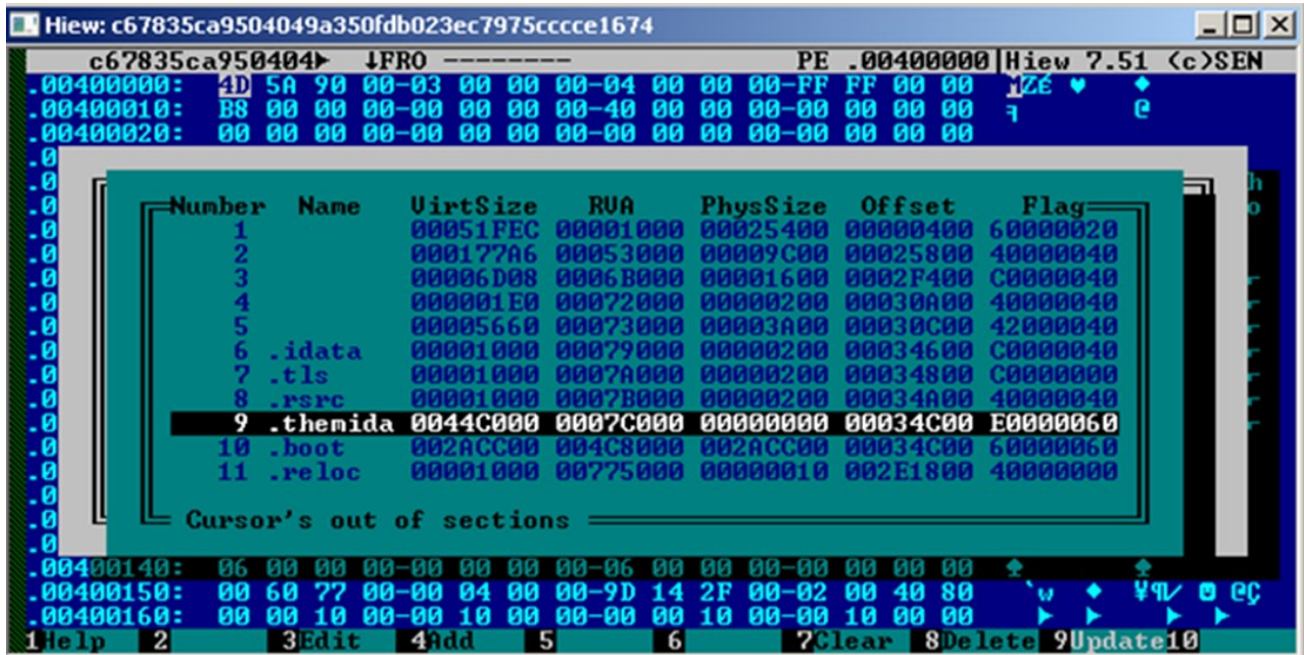 Hiew: c67835ca9504049a350fdb023ec7975cccce1674
c67835ca950404► ↓FRO -------- PE .00400000|Hiew 7.51 (c)SEN
.00400000: 4D 5A 90 00-03 00 00 00-04 00 00 00-FF FF 00 00 MZÉ ♥ ♦
.00400010: B8 00 00 00-00 00 00 00-40 00 00 00-00 00 00 00 ╕ @
.00400020: 00 00 00 00-00 00 00 00-00 00 00 00-00 00 00 00
Number Name VirtSize RVA PhysSize Offset Flag
1 00051FEC 00001000 00025400 00000400 60000020
2 000177A6 00053000 00009C00 00025800 40000040
3 00006D08 0006B000 00001600 0002F400 C0000040
4 000001E0 00072000 00000200 00030A00 40000040
5 00005660 00073000 00003A00 00030C00 42000040
6 .idata 00001000 00079000 00000200 00034600 C0000040
7 .tls 00001000 0007A000 00000200 00034800 C0000000
8 .rsrc 00001000 0007B000 00000200 00034A00 40000040
9 .themida 0044C000 0007C000 00000000 00034C00 E0000060
10 .boot 002ACC00 004C8000 002ACC00 00034C00 60000060
11 .reloc 00001000 00775000 00000010 002E1800 40000000
Cursor's out of sections
.00400140: 06 00 00 00-00 00 00 00-06 00 00 00-00 00 00 00 ♠ ♠
.00400150: 00 60 77 00-00 04 00 00-9D 14 2F 00-02 00 40 80 `w ♦ ¥¶/ ☻ @Ç
.00400160: 00 00 10 00-00 10 00 00-00 00 10 00-00 10 00 00 ► ► ► ►
1Help 2 3Edit 4Add 5 6 7Clear 8Delete 9Update10